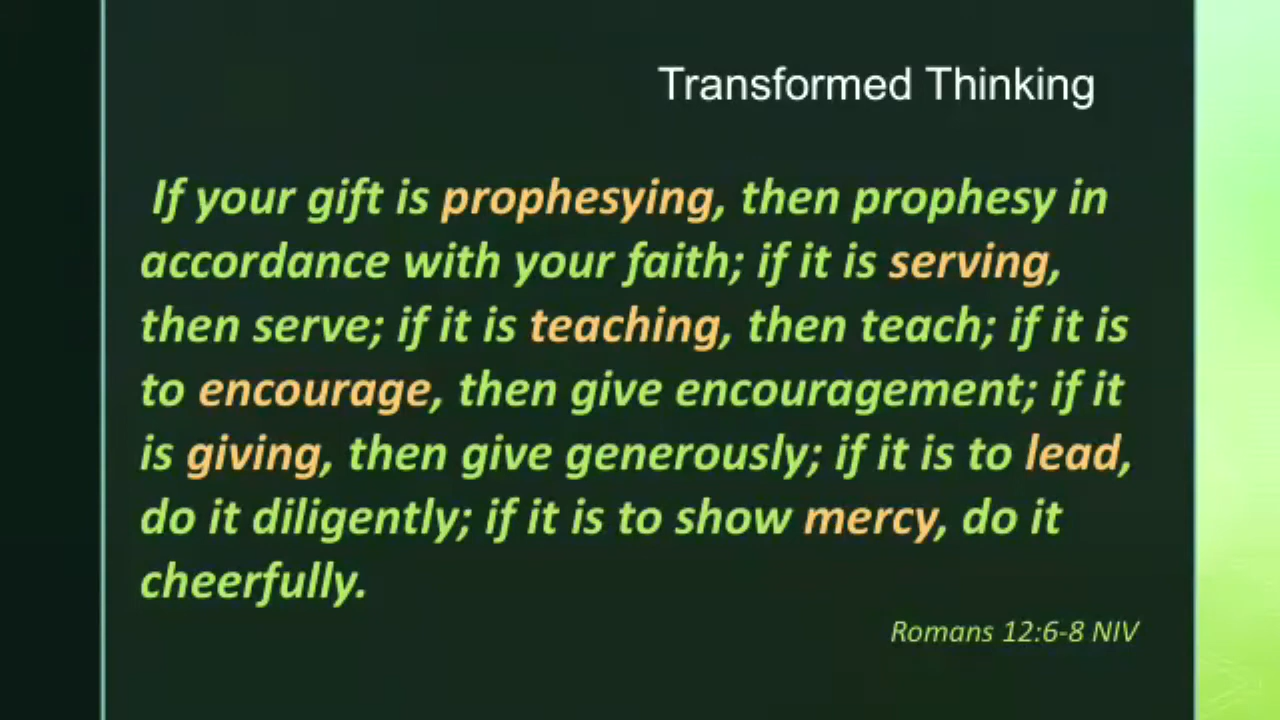 Transformed Thinking
If your gift is prophesying, then prophesy in
accordance with your faith; if it is serving,
then serve; if it is teaching, then teach; if it is
to encourage, then give encouragement; if it
is giving, then give generously; if it is to lead,
do it diligently; if it is to show mercy, do it
cheerfully.
Romans 12:6-8 NIV